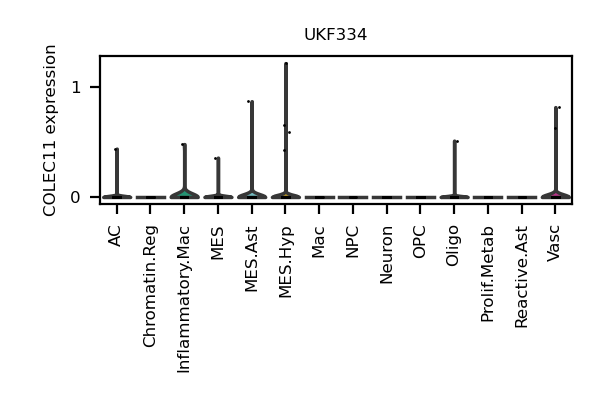 UKF334
COLEC11 expression
1
0
AC
Chromatin.Reg
Inflammatory.Mac
MES
MES.Ast
MES.Hyp
Mac
NPC
Neuron
OPC
Oligo
Prolif.Metab
Reactive.Ast
Vasc